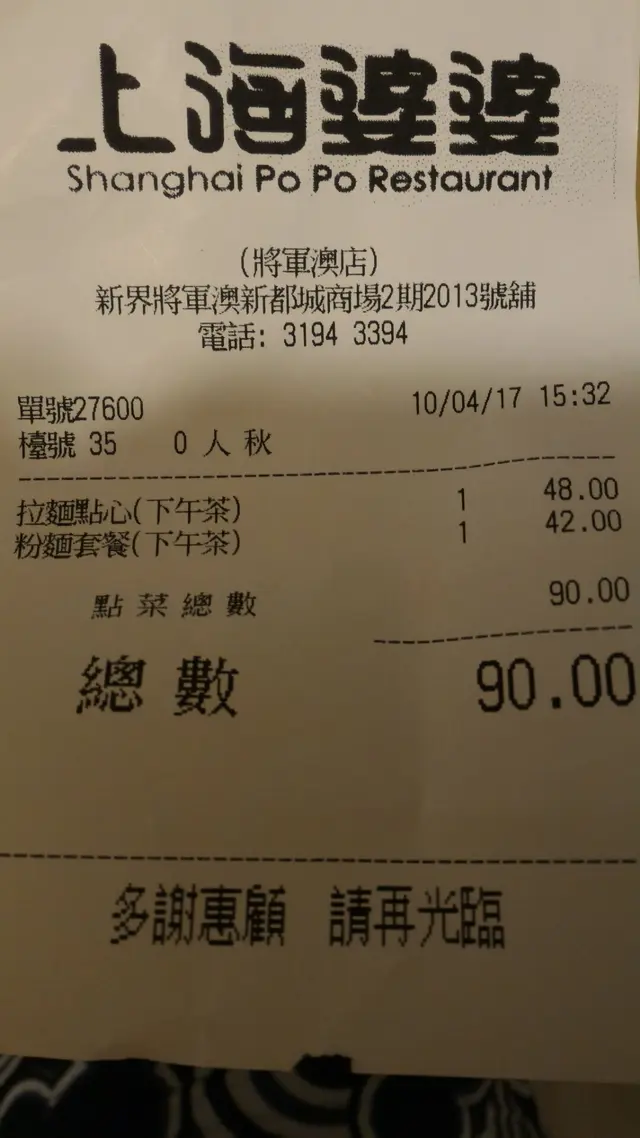 上海婆婆
Shanghai Po Po Restaurant
(將軍澳店)
新界將軍澳新都城商場2期2013號舖
電話: 3194 3394
單號27600 10/04/17 15:32
檯號 35 0 人 秋
拉麵點心(下午茶) 1 48.00
粉麵套餐(下午茶) 1 42.00
點菜總數 90.00
總數 90.00
多謝惠顧 請再光臨